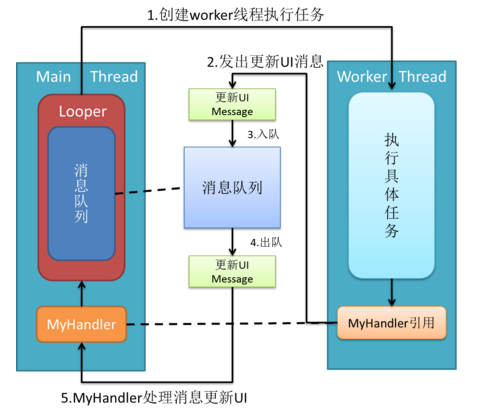 1.创建worker线程执行任务
2.发出更新UI消息
Main Thread
Worker Thread
Looper
更新UI
Message
3.入队
消息队列
消息队列
执行具体任务
4.出队
更新UI
Message
MyHandler
MyHandler引用
5.MyHandler处理消息更新UI